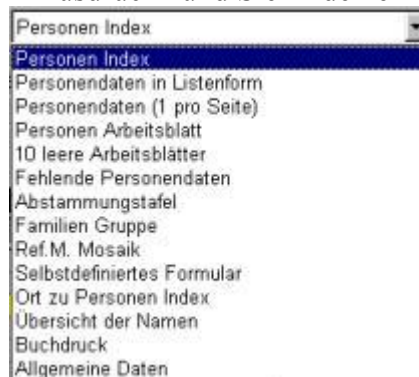 Personen Index
Personen Index
Personendaten in Listenform
Personendaten (1 pro Seite)
Personen Arbeitsblatt
10 leere Arbeitsblätter
Fehlende Personendaten
Abstammungstafel
Familien Gruppe
Ref.M. Mosaik
Selbstdefiniertes Formular
Ort zu Personen Index
Übersicht der Namen
Buchdruck
Allgemeine Daten